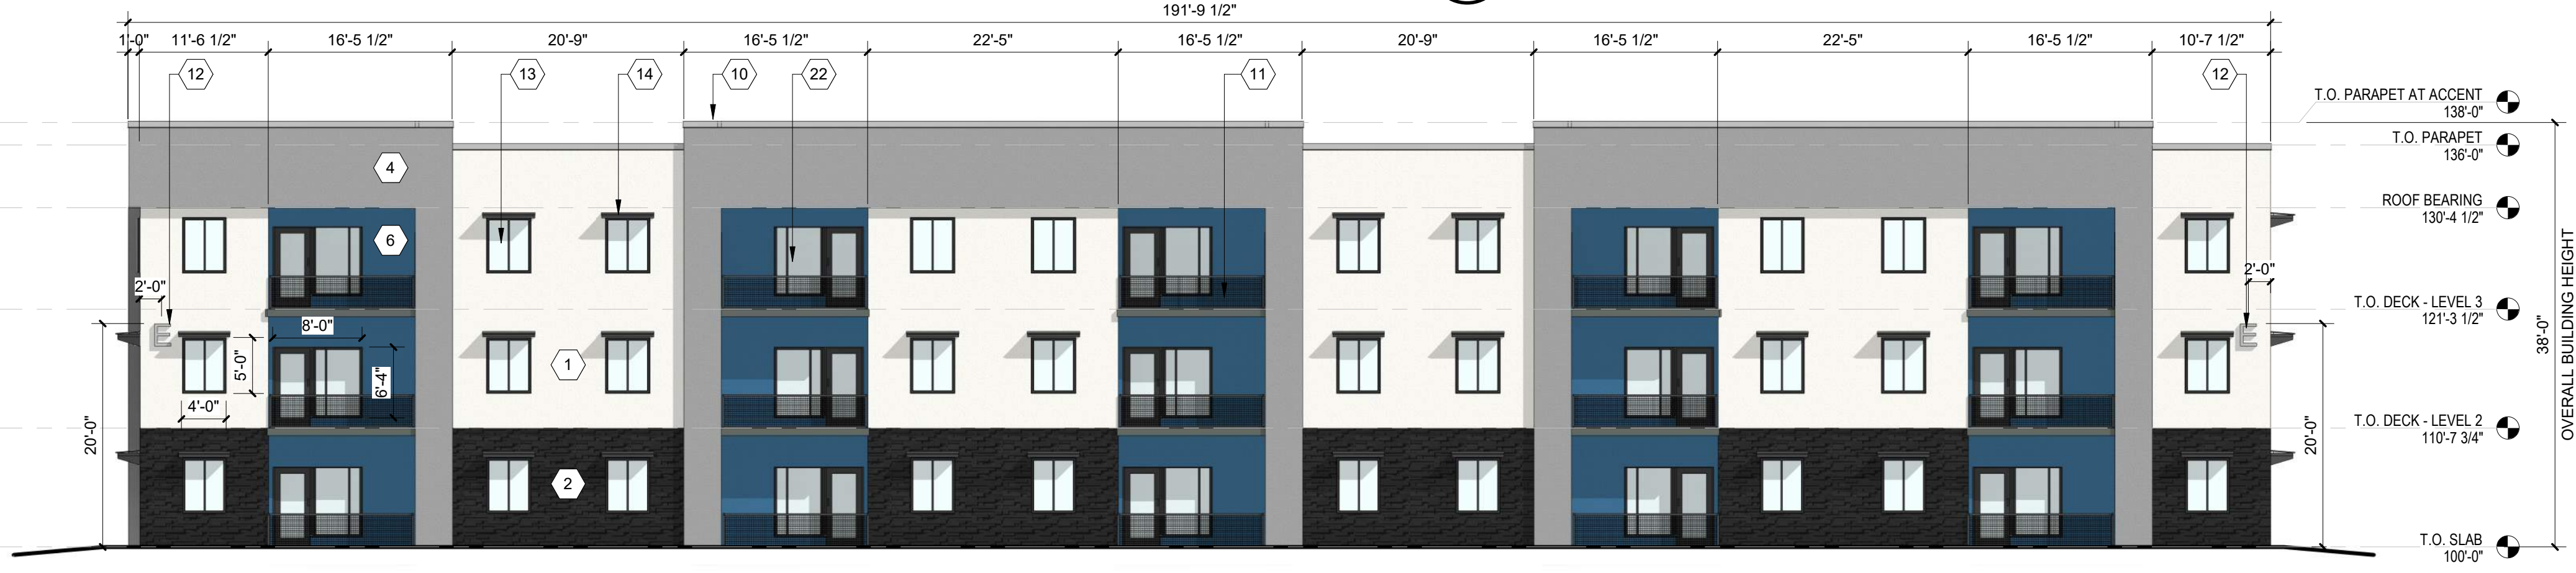 191'-9 1/2"
1'-0" 11'-6 1/2" 16'-5 1/2" 20'-9" 16'-5 1/2" 22'-5" 16'-5 1/2" 20'-9" 16'-5 1/2" 22'-5" 16'-5 1/2" 10'-7 1/2"
12 13 14 10 22 11 12
T.O. PARAPET AT ACCENT
138'-0"
T.O. PARAPET
136'-0"
4
ROOF BEARING
130'-4 1/2"
6
2'-0" 2'-0"
T.O. DECK - LEVEL 3
121'-3 1/2"
E 8'-0" E
5'-0" 1 6'-4"
4'-0"
20'-0" 20'-0"
38'-0"
OVERALL BUILDING HEIGHT
T.O. DECK - LEVEL 2
110'-7 3/4"
2
T.O. SLAB
100'-0"